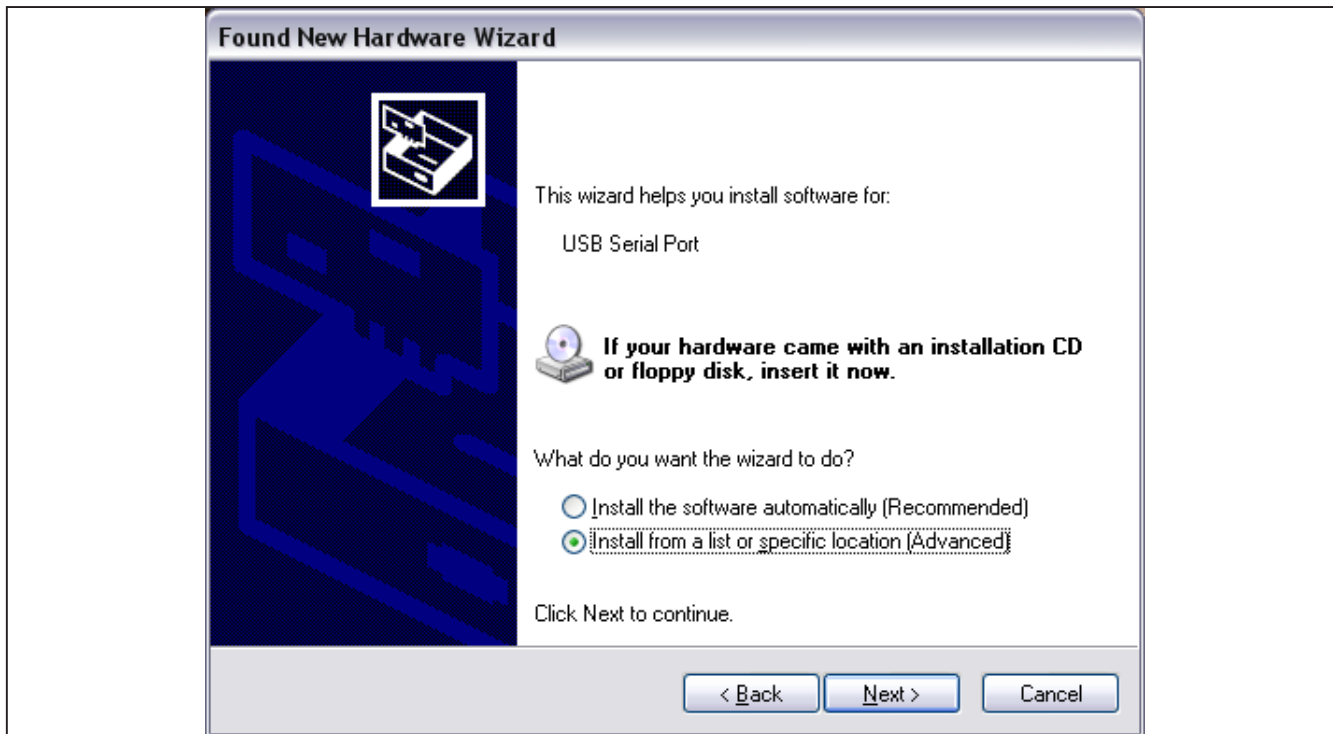 Found New Hardware Wizard
This wizard helps you install software for:
USB Serial Port
If your hardware came with an installation CD
or floppy disk, insert it now.
What do you want the wizard to do?
Install the software automatically (Recommended)
Install from a list or specific location (Advanced)
Click Next to continue.
< Back Next > Cancel